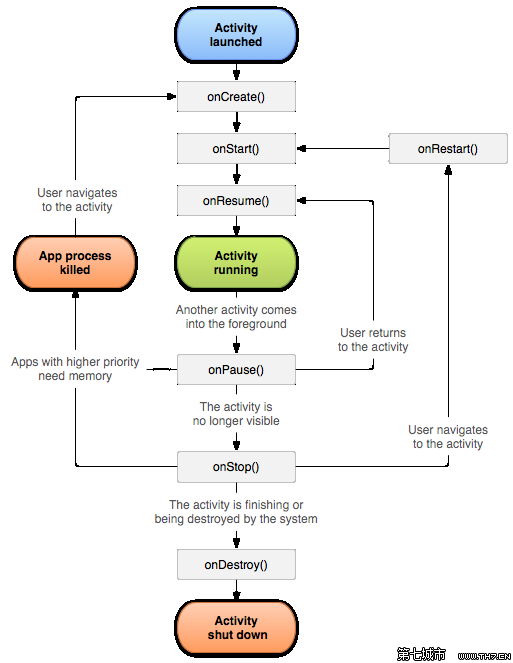 Activity
launched
onCreate()
onStart()
onRestart()
User navigates
to the activity
onResume()
App process
killed
Activity
running
Another activity comes
into the foreground
User returns
to the activity
Apps with higher priority
need memory
onPause()
The activity is
no longer visible
User navigates
to the activity
onStop()
The activity is finishing or
being destroyed by the system
onDestroy()
Activity
shut down
第七城市 WWW.TH7.CN